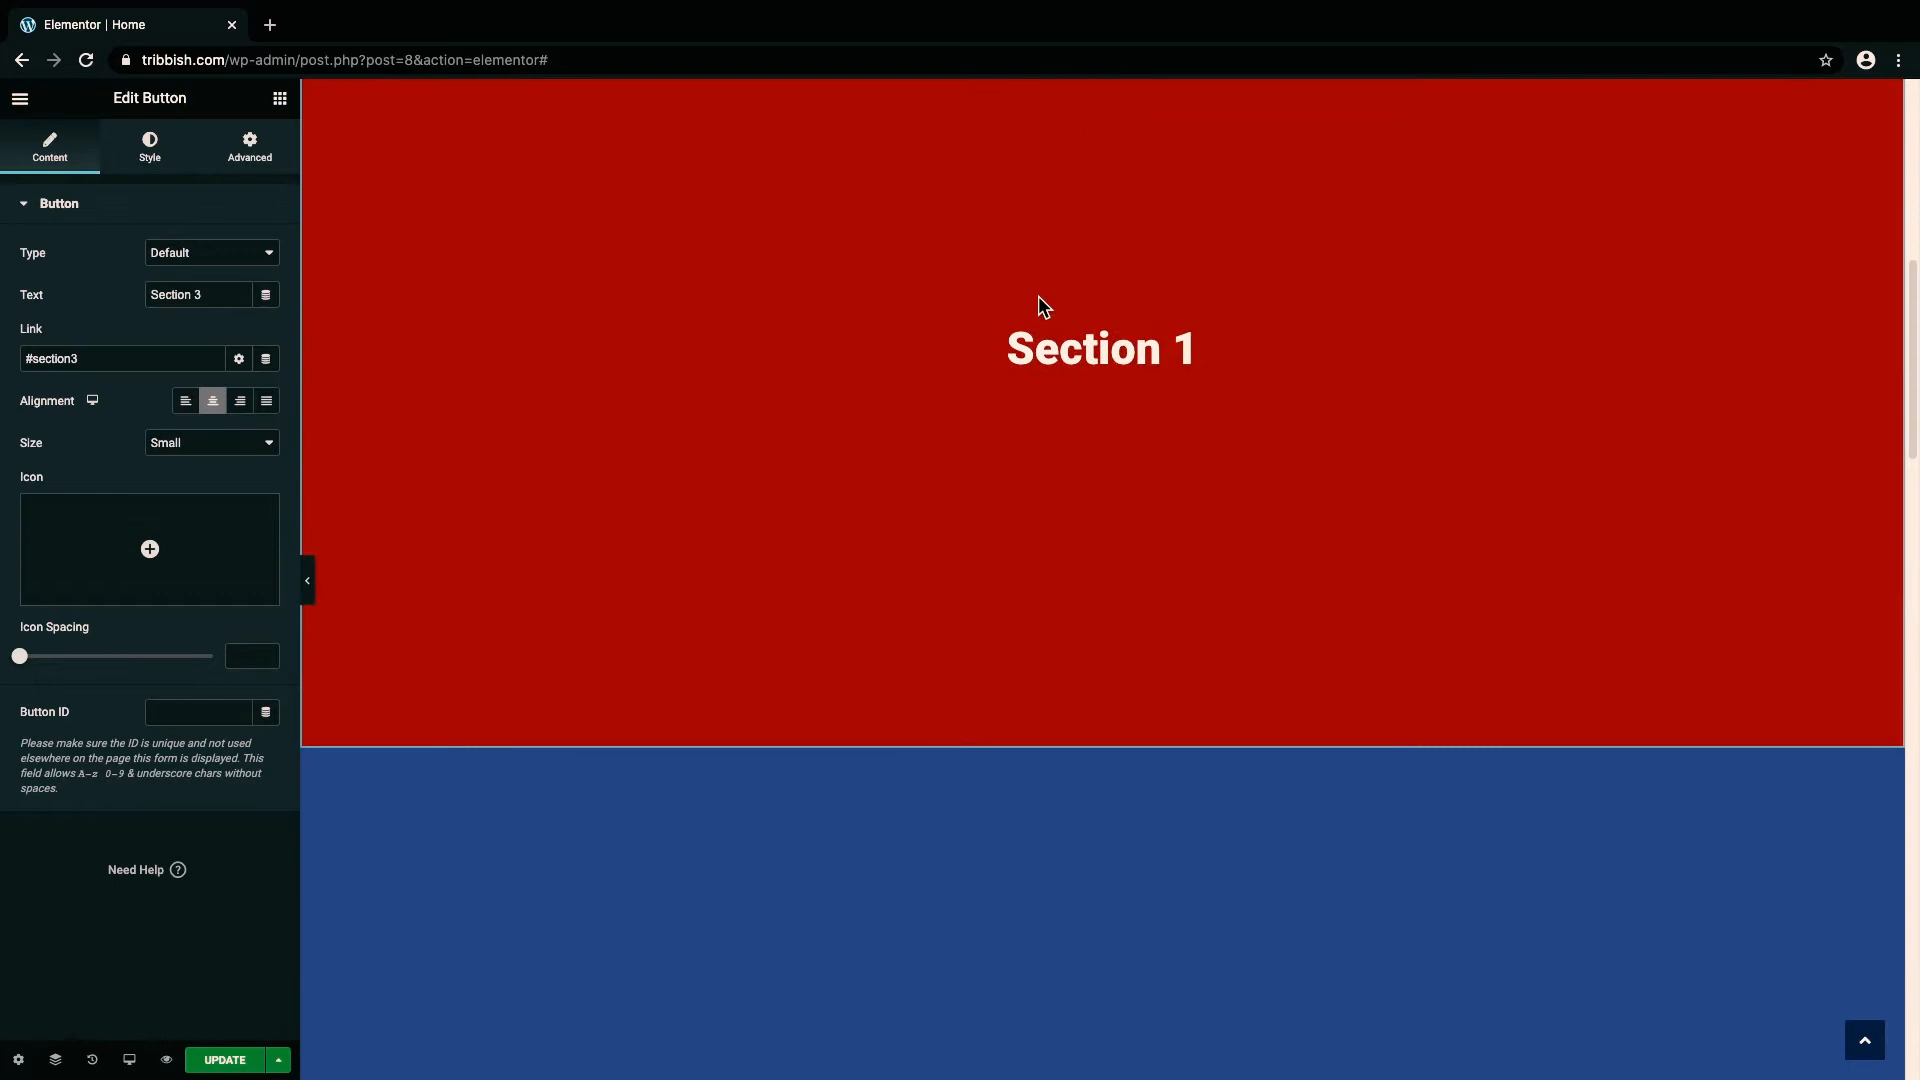 Elementor | Home
tribbish.com/wp-admin/post.php?post=8&action=elementor#
Edit Button
Content
Style
Advanced
Button
Type
Default
Text
Section 3
Link
#section3
Alignment
Size
Small
Icon
Icon Spacing
Button ID
Please make sure the ID is unique and not used
elsewhere on the page this form is displayed. This
field allows A-z 0-9 & underscore chars without
spaces.
Need Help ?
UPDATE
Section 1